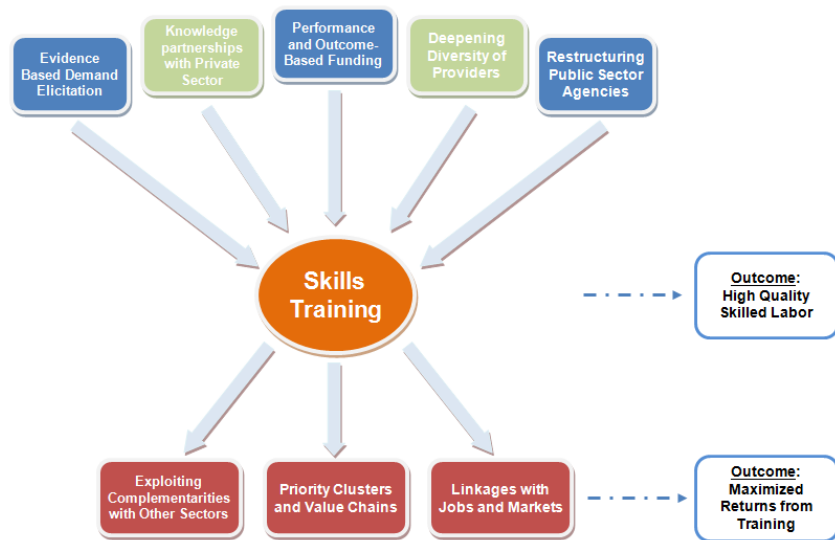 Evidence
Based Demand
Elicitation
Knowledge
partnerships
with Private
Sector
Performance
and Outcome-
Based Funding
Deepening
Diversity of
Providers
Restructuring
Public Sector
Agencies
Skills
Training
Outcome:
High Quality
Skilled Labor
Exploiting
Complementarities
with Other Sectors
Priority Clusters
and Value Chains
Linkages with
Jobs and Markets
Outcome:
Maximized
Returns from
Training